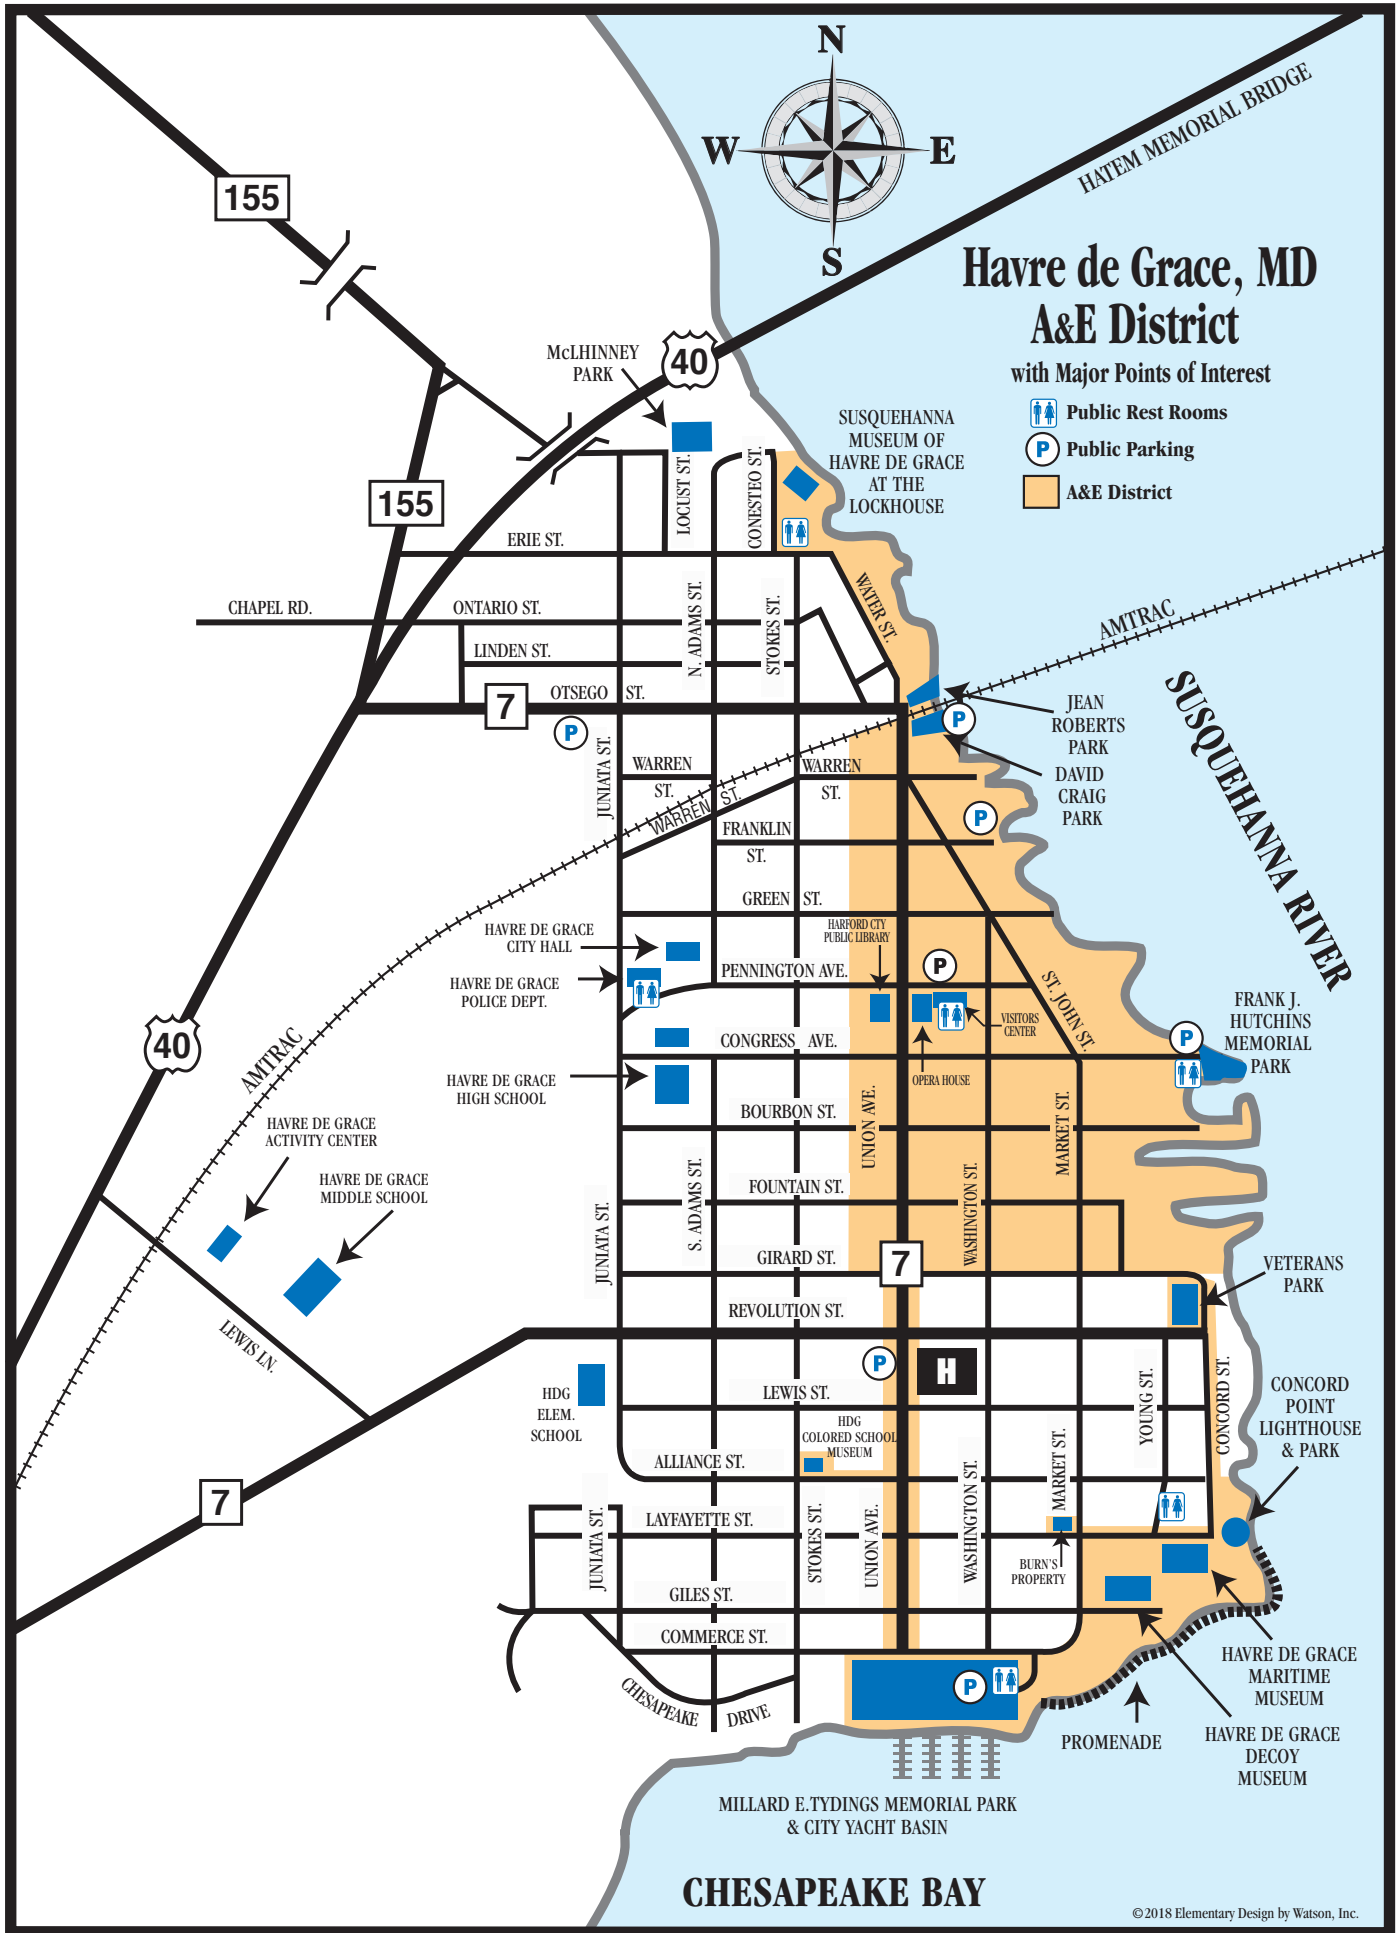 N
W
E
S
HATEM MEMORIAL BRIDGE
155
Havre de Grace, MD
A&E District
with Major Points of Interest
Public Rest Rooms
P
Public Parking
A&E District
40
McLHINNEY
PARK
SUSQUEHANNA
MUSEUM OF
HAVRE DE GRACE
AT THE
LOCKHOUSE
155
LOCUST ST.
CONESTEO ST.
ERIE ST.
WATER ST.
CHAPEL RD.
ONTARIO ST.
N. ADAMS ST.
STOKES ST.
AMTRAC
LINDEN ST.
OTSEGO ST.
7
P
P
JEAN
ROBERTS
PARK
SUSQUEHANNA RIVER
JUNIATA ST.
WARREN
ST.
WARREN
ST.
WARREN ST.
DAVID
CRAIG
PARK
P
FRANKLIN
ST.
GREEN ST.
HAVRE DE GRACE
CITY HALL
HARFORD CTY
PUBLIC LIBRARY
P
HAVRE DE GRACE
POLICE DEPT.
PENNINGTON AVE.
ST. JOHN ST.
VISITORS
CENTER
FRANK J.
HUTCHINS
MEMORIAL
PARK
P
40
AMTRAC
CONGRESS AVE.
OPERA HOUSE
HAVRE DE GRACE
HIGH SCHOOL
BOURBON ST.
UNION AVE.
MARKET ST.
HAVRE DE GRACE
ACTIVITY CENTER
HAVRE DE GRACE
MIDDLE SCHOOL
JUNIATA ST.
S. ADAMS ST.
FOUNTAIN ST.
WASHINGTON ST.
GIRARD ST.
7
VETERANS
PARK
REVOLUTION ST.
LEWIS LN.
P
H
HDG
ELEM.
SCHOOL
LEWIS ST.
YOUNG ST.
CONCORD ST.
CONCORD
POINT
LIGHTHOUSE
& PARK
HDG
COLORED SCHOOL
MUSEUM
ALLIANCE ST.
MARKET ST.
7
JUNIATA ST.
LAYFAYETTE ST.
STOKES ST.
UNION AVE.
WASHINGTON ST.
BURN'S
PROPERTY
GILES ST.
COMMERCE ST.
CHESAPEAKE DRIVE
P
HAVRE DE GRACE
MARITIME
MUSEUM
PROMENADE
HAVRE DE GRACE
DECOY
MUSEUM
MILLARD E.TYDINGS MEMORIAL PARK
& CITY YACHT BASIN
CHESAPEAKE BAY
©2018 Elementary Design by Watson, Inc.